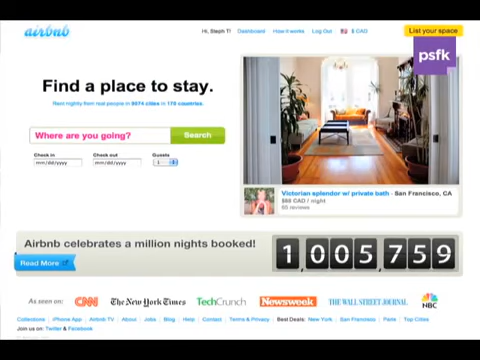 airbnb
Hi, Steph T! Dashboard How it works Log Out $ CAD
List your space
psfk
Find a place to stay.
Rent nightly from real people in 8074 cities in 170 countries.
Where are you going? Search
Check in Check out Guests
mm/dd/yyyy mm/dd/yyyy 1
Victorian splendor w/ private bath - San Francisco, CA
$88 CAD / night
65 reviews
Airbnb celebrates a million nights booked!
1,005,759
Read More
As seen on: CNN The New York Times TechCrunch Newsweek THE WALL STREET JOURNAL NBC
Collections iPhone App Airbnb TV About Jobs Blog Help Contact Terms & Privacy Best Deals: New York San Francisco Paris Top Cities
Join us on: Twitter & Facebook